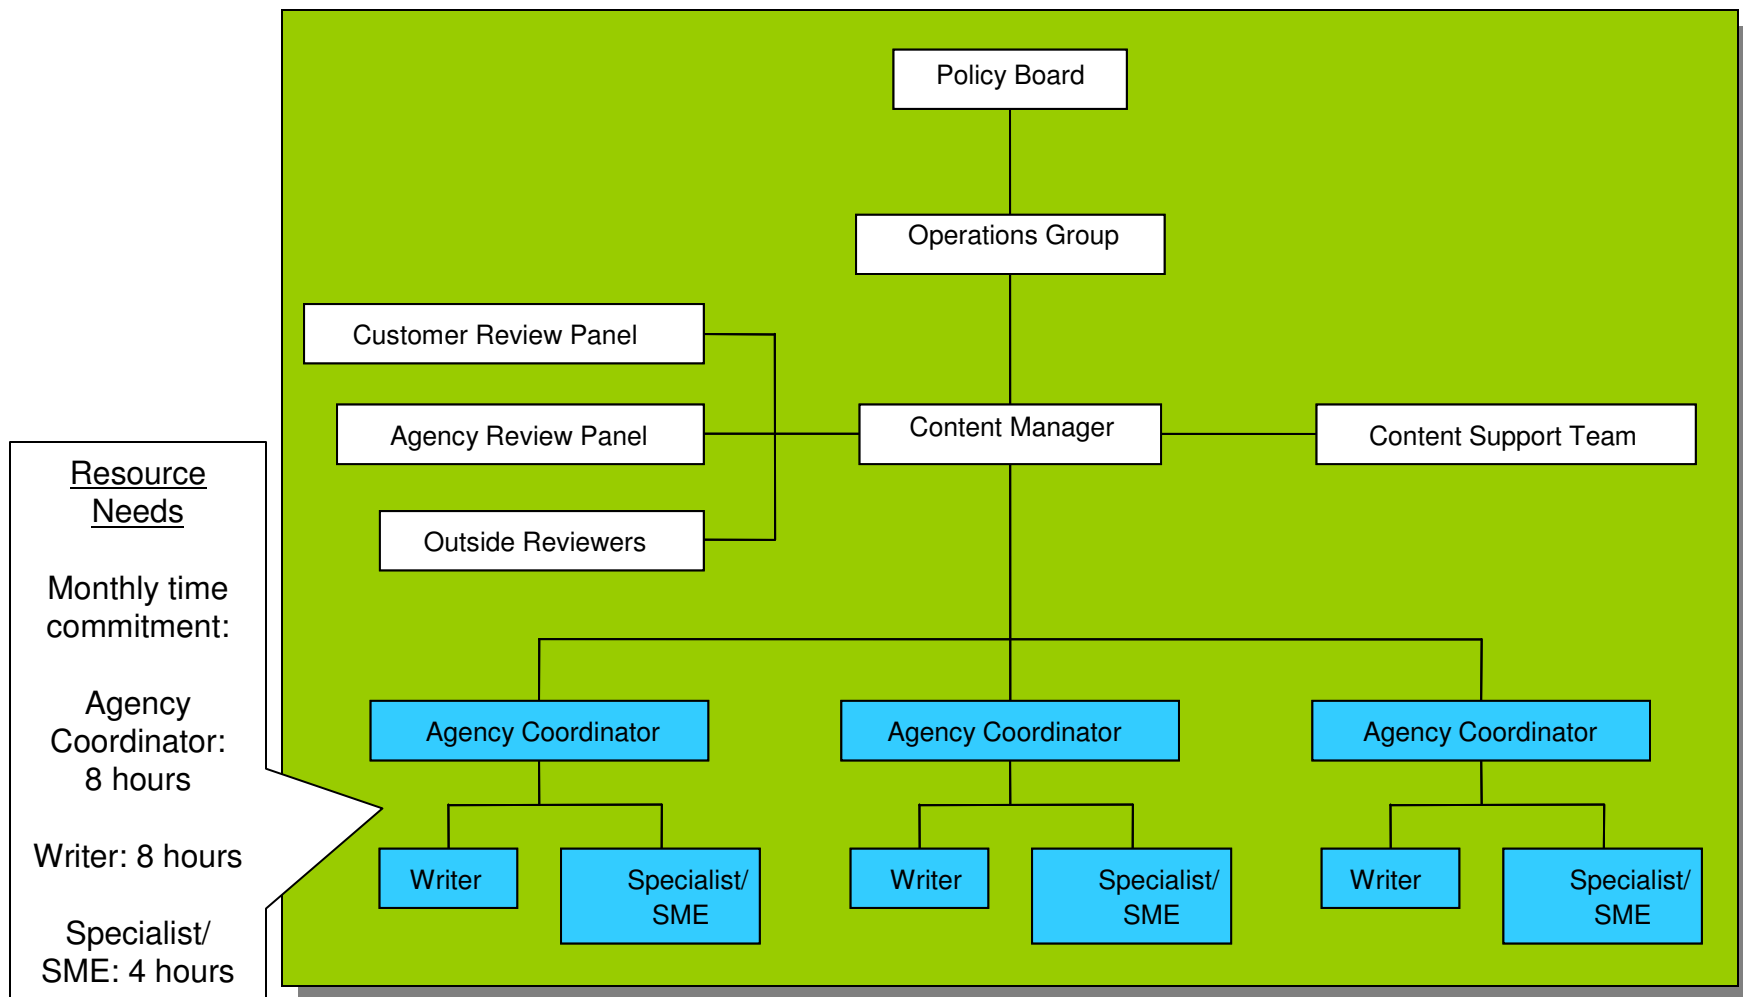 Policy Board
Operations Group
Customer Review Panel
Agency Review Panel
Content Manager
Content Support Team
Outside Reviewers
Resource
Needs
Monthly time
commitment:
Agency
Coordinator:
8 hours
Writer: 8 hours
Specialist/
SME: 4 hours
Agency Coordinator
Agency Coordinator
Agency Coordinator
Writer
Specialist/
SME
Writer
Specialist/
SME
Writer
Specialist/
SME